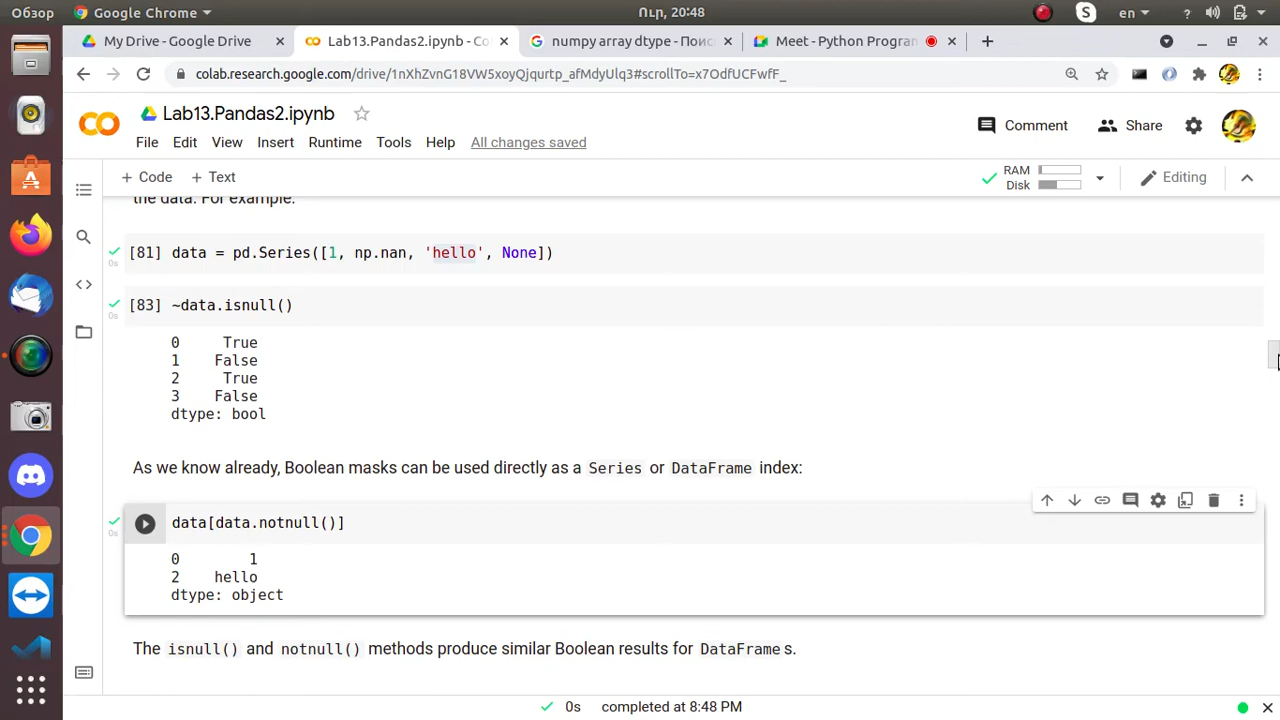 Обзор
Google Chrome
Ուր, 20:48
en
My Drive - Google Drive
Lab13.Pandas2.ipynb - Co
numpy array dtype - Поис
Meet - Python Progran
colab.research.google.com/drive/1nXhZvnG18VW5xoyQjqurtp_afMdyUlq3#scrollTo=x7OdfUCFwfF_
Lab13.Pandas2.ipynb
Comment
Share
File Edit View Insert Runtime Tools Help All changes saved
+ Code + Text
RAM
Disk
Editing
the data. For example:
[81] data = pd.Series([1, np.nan, 'hello', None])
0s
[83] ~data.isnull()
0s
0 True
1 False
2 True
3 False
dtype: bool
As we know already, Boolean masks can be used directly as a Series or DataFrame index:
data[data.notnull()]
0s
0 1
2 hello
dtype: object
The isnull() and notnull() methods produce similar Boolean results for DataFrame s.
0s completed at 8:48 PM